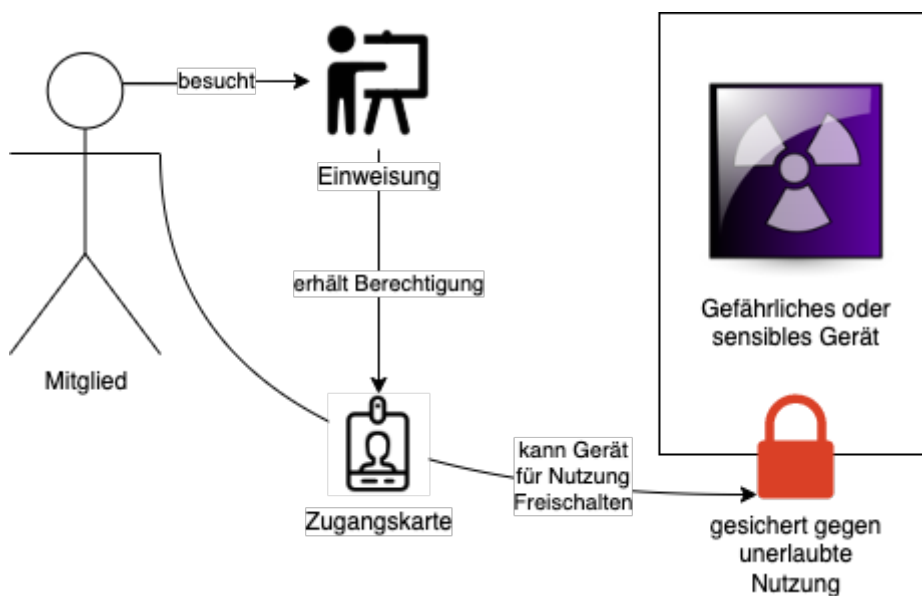 besucht
Einweisung
erhält Berechtigung
Mitglied
Zugangskarte
kann Gerät
für Nutzung
Freischalten
Gefährliches oder
sensibles Gerät
gesichert gegen
unerlaubte
Nutzung